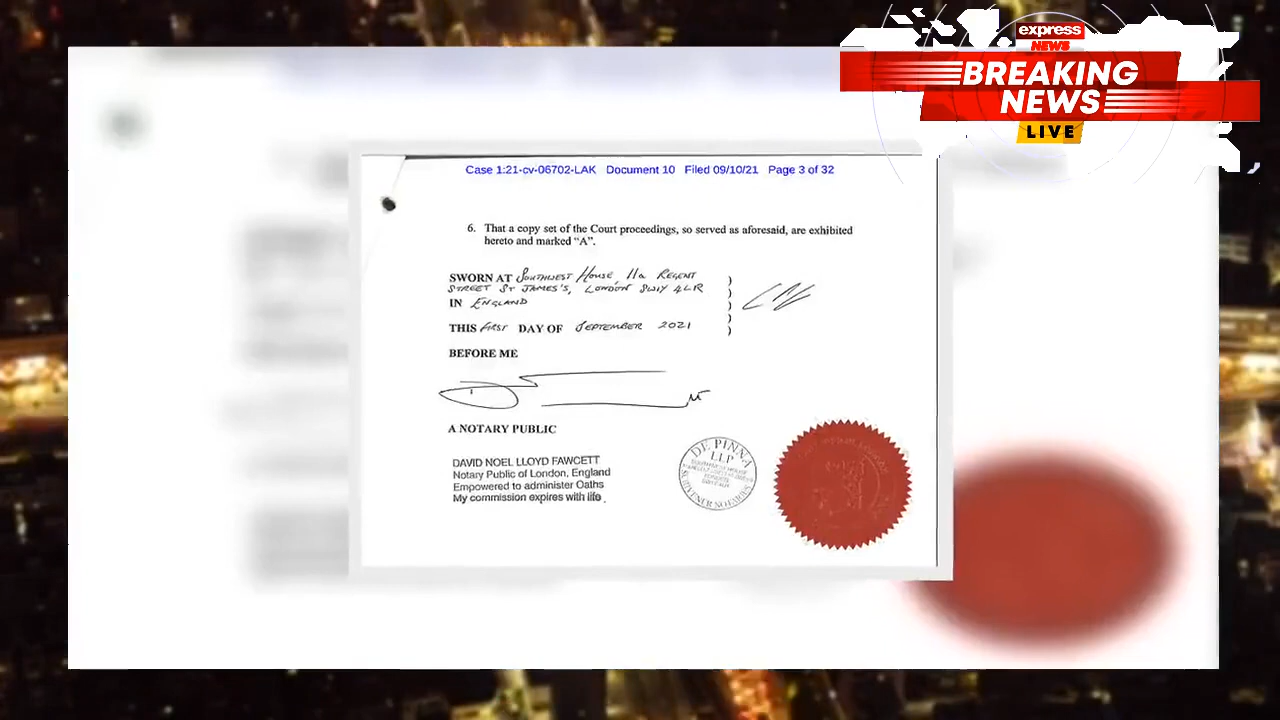 express
NEWS
BREAKING
NEWS
LIVE
Case 1:21-cv-06702-LAK Document 10 Filed 09/10/21 Page 3 of 32
6. That a copy set of the Court proceedings, so served as aforesaid, are exhibited
hereto and marked “A”.
SWORN AT SOUTHWEST HOUSE, 11a REGENT
STREET ST JAMES'S, LONDON SW1Y 4LR
IN ENGLAND
THIS FIRST DAY OF SEPTEMBER 2021
BEFORE ME
A NOTARY PUBLIC
DAVID NOEL LLOYD FAWCETT
Notary Public of London, England
Empowered to administer Oaths
My commission expires with life.
DE PINNA
LLP
SCRIVENER NOTARIES